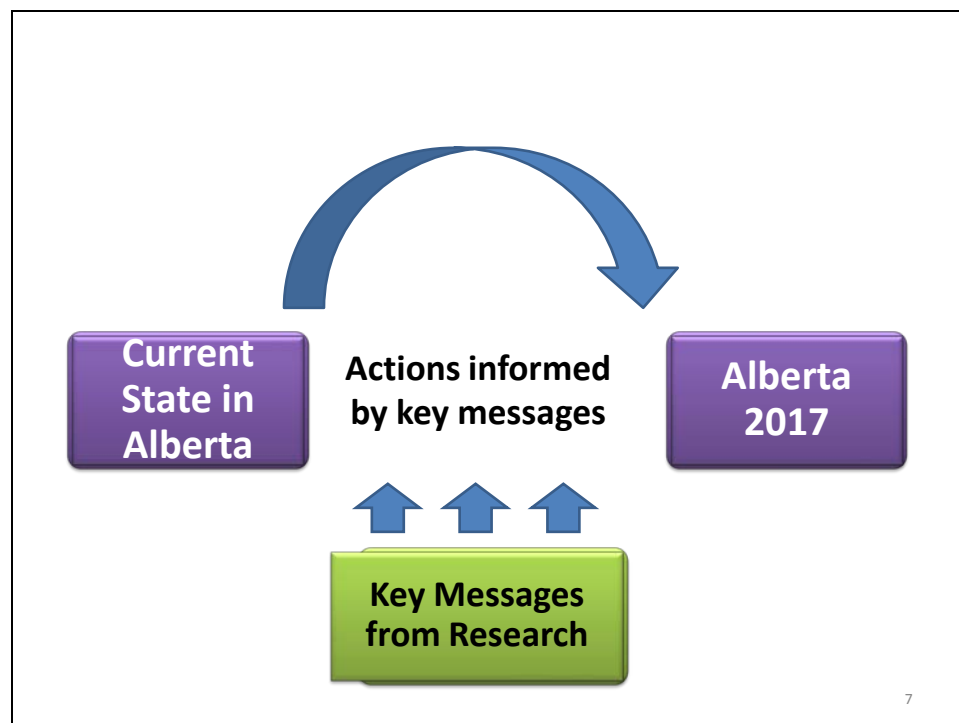 Current
State in
Alberta
Actions informed
by key messages
Alberta
2017
Key Messages
from Research
7